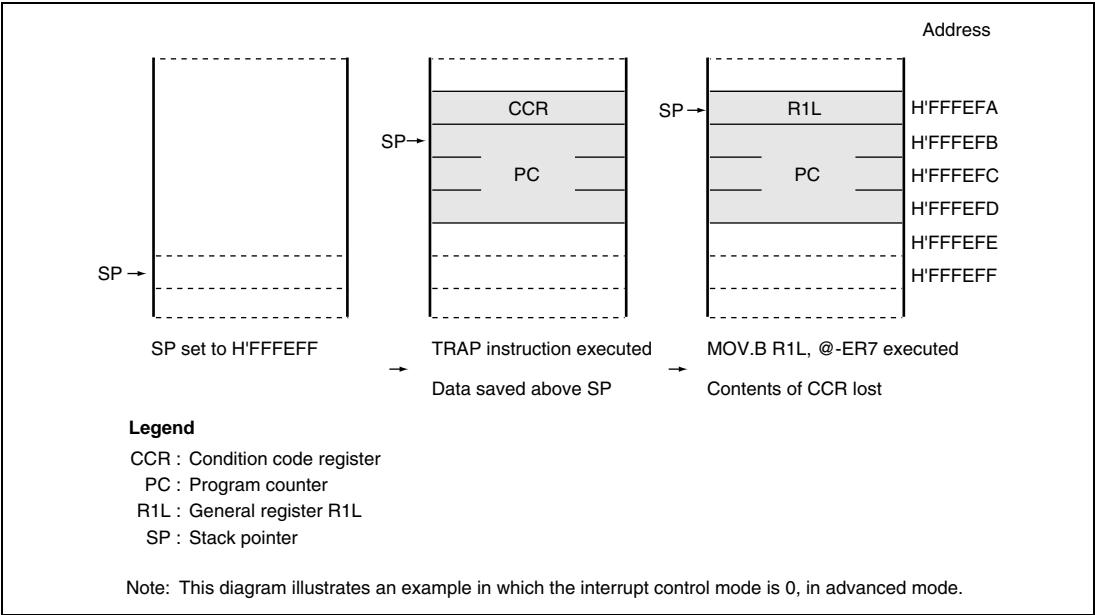 Address
CCR
SP
R1L
H'FFFEFA
SP
H'FFFEFB
PC
PC
H'FFFEFC
H'FFFEFD
H'FFFEFE
SP
H'FFFEFF
SP set to H'FFFEFF
TRAP instruction executed
MOV.B R1L, @-ER7 executed
Data saved above SP
Contents of CCR lost
Legend
CCR : Condition code register
PC : Program counter
R1L : General register R1L
SP : Stack pointer
Note: This diagram illustrates an example in which the interrupt control mode is 0, in advanced mode.